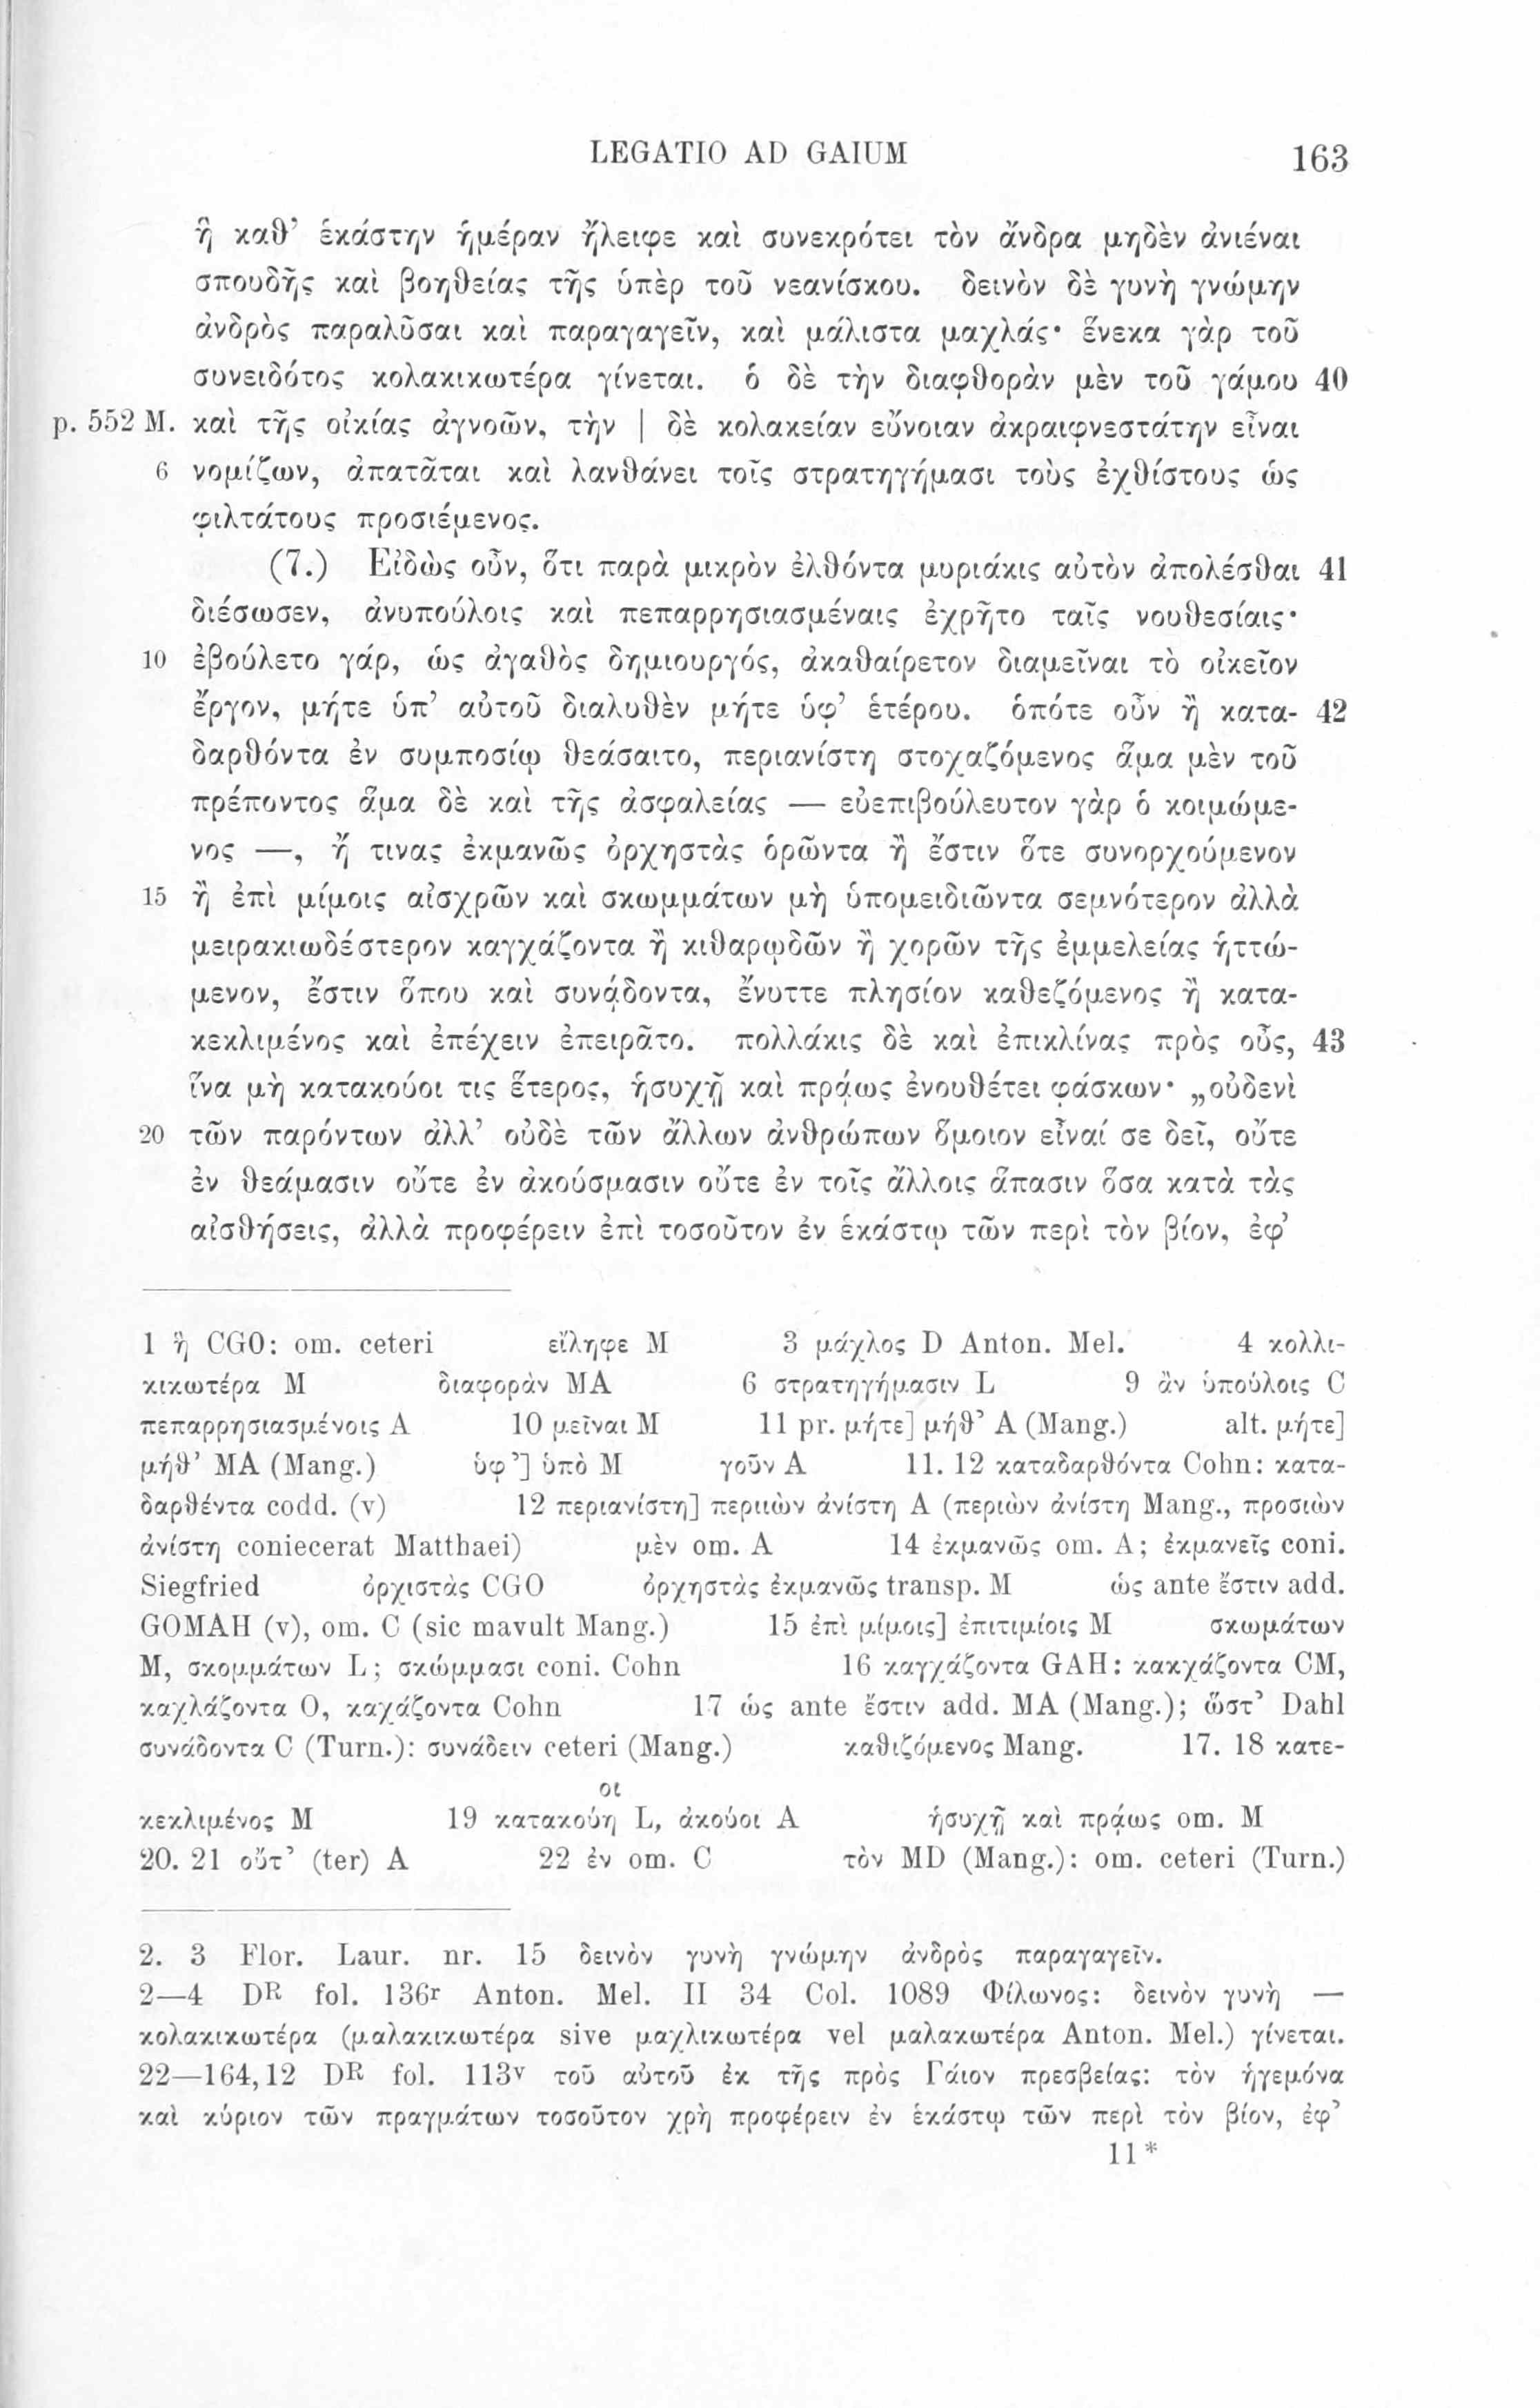 LEGATIO AD GAIUM 163
ἣ καθ’ ἑκάστην ἡμέραν ἤλειφε καὶ συνεκρότει τὸν ἄνδρα μηδὲν ἀνιέναι
σπουδῆς καὶ βοηθείας τῆς ὑπὲρ τοῦ νεανίσκου. δεινὸν δὲ γυνὴ γνώμην
ἀνδρὸς παραλῦσαι καὶ παραγαγεῖν, καὶ μάλιστα μαχλάς· ἕνεκα γὰρ τοῦ
συνειδότος κολακικωτέρα γίνεται. ὁ δὲ τὴν διαφθορὰν μὲν τοῦ γάμου 40
p. 552 M. καὶ τῆς οἰκίας ἀγνοῶν, τὴν | δὲ κολακείαν εὔνοιαν ἀκραιφνεστάτην εἶναι
6 νομίζων, ἀπατᾶται καὶ λανθάνει τοῖς στρατηγήμασι τοὺς ἐχθίστους ὡς
φιλτάτους προσιέμενος.
(7.) Εἰδὼς οὖν, ὅτι παρὰ μικρὸν ἐλθόντα μυριάκις αὐτὸν ἀπολέσθαι 41
διέσωσεν, ἀνυπούλοις καὶ πεπαρρησιασμέναις ἐχρῆτο ταῖς νουθεσίαις·
10 ἐβούλετο γάρ, ὡς ἀγαθὸς δημιουργός, ἀκαθαίρετον διαμεῖναι τὸ οἰκεῖον
ἔργον, μήτε ὑπ’ αὐτοῦ διαλυθὲν μήτε ὑφ’ ἑτέρου. ὁπότε οὖν ἢ κατα- 42
δαρθόντα ἐν συμποσίῳ θεάσαιτο, περιανίστη στοχαζόμενος ἅμα μὲν τοῦ
πρέποντος ἅμα δὲ καὶ τῆς ἀσφαλείας — εὐεπιβούλευτον γὰρ ὁ κοιμώμε-
νος —, ἤ τινας ἐκμανῶς ὀρχηστὰς ὁρῶντα ἢ ἔστιν ὅτε συνορχούμενον
15 ἢ ἐπὶ μίμοις αἰσχρῶν καὶ σκωμμάτων μὴ ὑπομειδιῶντα σεμνότερον ἀλλὰ
μειρακιωδέστερον καγχάζοντα ἢ κιθαρῳδῶν ἢ χορῶν τῆς ἐμμελείας ἡττώ-
μενον, ἔστιν ὅπου καὶ συνᾴδοντα, ἔνυττε πλησίον καθεζόμενος ἢ κατα-
κεκλιμένος καὶ ἐπέχειν ἐπειρᾶτο. πολλάκις δὲ καὶ ἐπικλίνας πρὸς οὖς, 43
ἵνα μὴ κατακούοι τις ἕτερος, ἡσυχῇ καὶ πρᾴως ἐνουθέτει φάσκων· „οὐδενὶ
20 τῶν παρόντων ἀλλ’ οὐδὲ τῶν ἄλλων ἀνθρώπων ὅμοιον εἶναί σε δεῖ, οὔτε
ἐν θεάμασιν οὔτε ἐν ἀκούσμασιν οὔτε ἐν τοῖς ἄλλοις ἅπασιν ὅσα κατὰ τὰς
αἰσθήσεις, ἀλλὰ προφέρειν ἐπὶ τοσοῦτον ἐν ἑκάστῳ τῶν περὶ τὸν βίον, ἐφ’
1 ἣ CGO: om. ceteri εἴληφε M 3 μάχλος D Anton. Mel. 4 κολλι-
κικωτέρα M διαφορὰν MA 6 στρατηγήμασιν L 9 ἂν ὑπούλοις C
πεπαρρησιασμένοις A 10 μεῖναι M 11 pr. μήτε] μήθ’ A (Mang.) alt. μήτε]
μήθ’ MA (Mang.) ὑφ’] ὑπὸ M γοῦν A 11. 12 καταδαρθόντα Cohn: κατα-
δαρθέντα codd. (v) 12 περιανίστη] περιιὼν ἀνίστη A (περιὼν ἀνίστη Mang., προσιὼν
ἀνίστη coniecerat Matthaei) μὲν om. A 14 ἐκμανῶς om. A; ἐκμανεῖς coni.
Siegfried ὀρχιστὰς CGO ὀρχηστὰς ἐκμανῶς transp. M ὡς ante ἔστιν add.
GOMAH (v), om. C (sic mavult Mang.) 15 ἐπὶ μίμοις] ἐπιτιμίοις M σκωμάτων
M, σκομμάτων L; σκώμμασι coni. Cohn 16 καγχάζοντα GAH: κακχάζοντα CM,
καχλάζοντα O, καχάζοντα Cohn 17 ὡς ante ἔστιν add. MA (Mang.); ὥστ’ Dahl
συνάδοντα C (Turn.): συνάδειν ceteri (Mang.) καθιζόμενος Mang. 17. 18 κατε-
οι
κεκλιμένος M 19 κατακούη L, ἀκούοι A ἡσυχῇ καὶ πρᾴως om. M
20. 21 οὔτ’ (ter) A 22 ἐν om. C τὸν MD (Mang.): om. ceteri (Turn.)
2. 3 Flor. Laur. nr. 15 δεινὸν γυνὴ γνώμην ἀνδρὸς παραγαγεῖν.
2—4 Dᴿ fol. 136ʳ Anton. Mel. II 34 Col. 1089 Φίλωνος: δεινὸν γυνὴ —
κολακικωτέρα (μαλακικωτέρα sive μαχλικωτέρα vel μαλακωτέρα Anton. Mel.) γίνεται.
22—164,12 Dᴿ fol. 113ᵛ τοῦ αὐτοῦ ἐκ τῆς πρὸς Γάιον πρεσβείας: τὸν ἡγεμόνα
καὶ κύριον τῶν πραγμάτων τοσοῦτον χρὴ προφέρειν ἐν ἑκάστῳ τῶν περὶ τὸν βίον, ἐφ’
11*